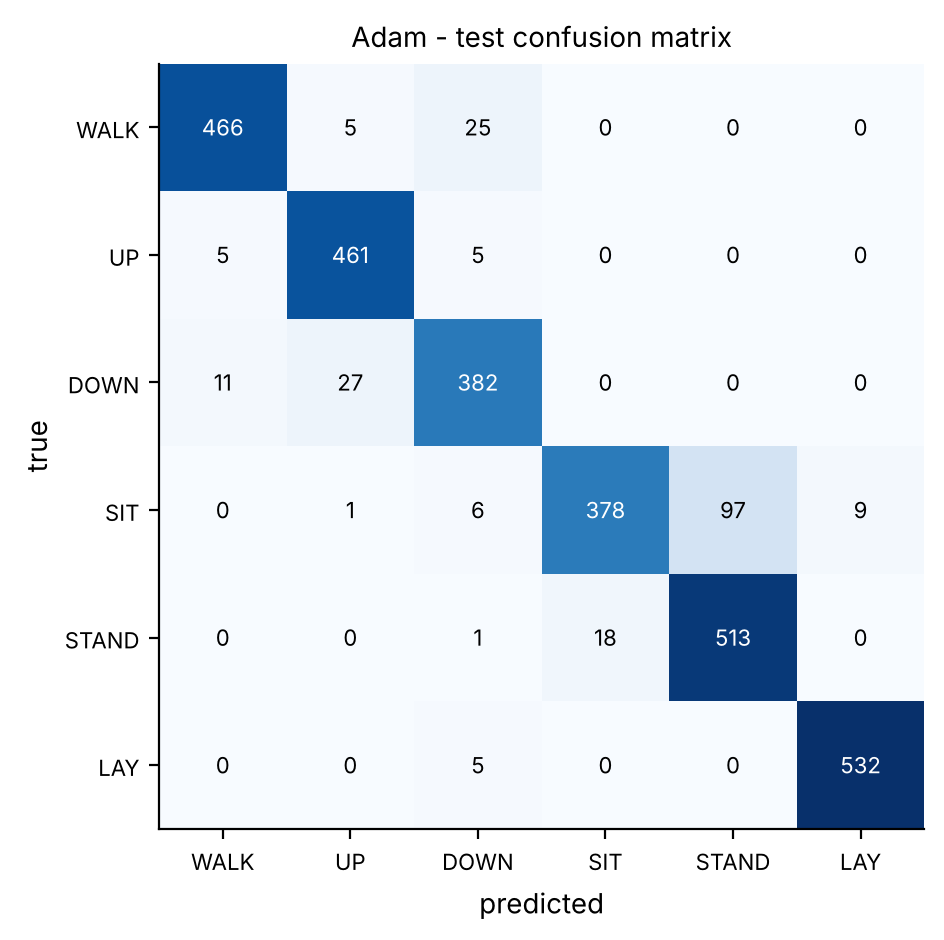 Adam - test confusion matrix
WALK 466 5 25 0 0 0
UP 5 461 5 0 0 0
DOWN 11 27 382 0 0 0
SIT 0 1 6 378 97 9
STAND 0 0 1 18 513 0
LAY 0 0 5 0 0 532
true
WALK UP DOWN SIT STAND LAY
predicted